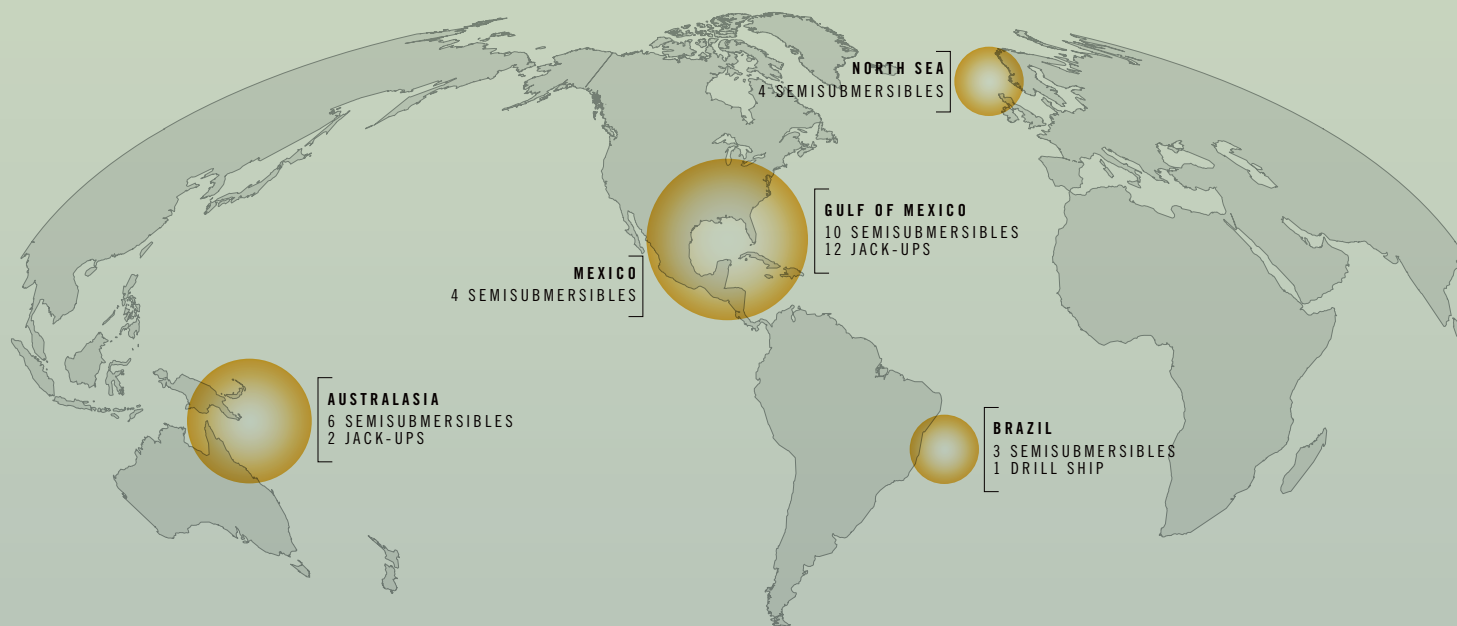 NORTH SEA
4 SEMISUBMERSIBLES
GULF OF MEXICO
10 SEMISUBMERSIBLES
12 JACK-UPS
MEXICO
4 SEMISUBMERSIBLES
AUSTRALASIA
6 SEMISUBMERSIBLES
2 JACK-UPS
BRAZIL
3 SEMISUBMERSIBLES
1 DRILL SHIP